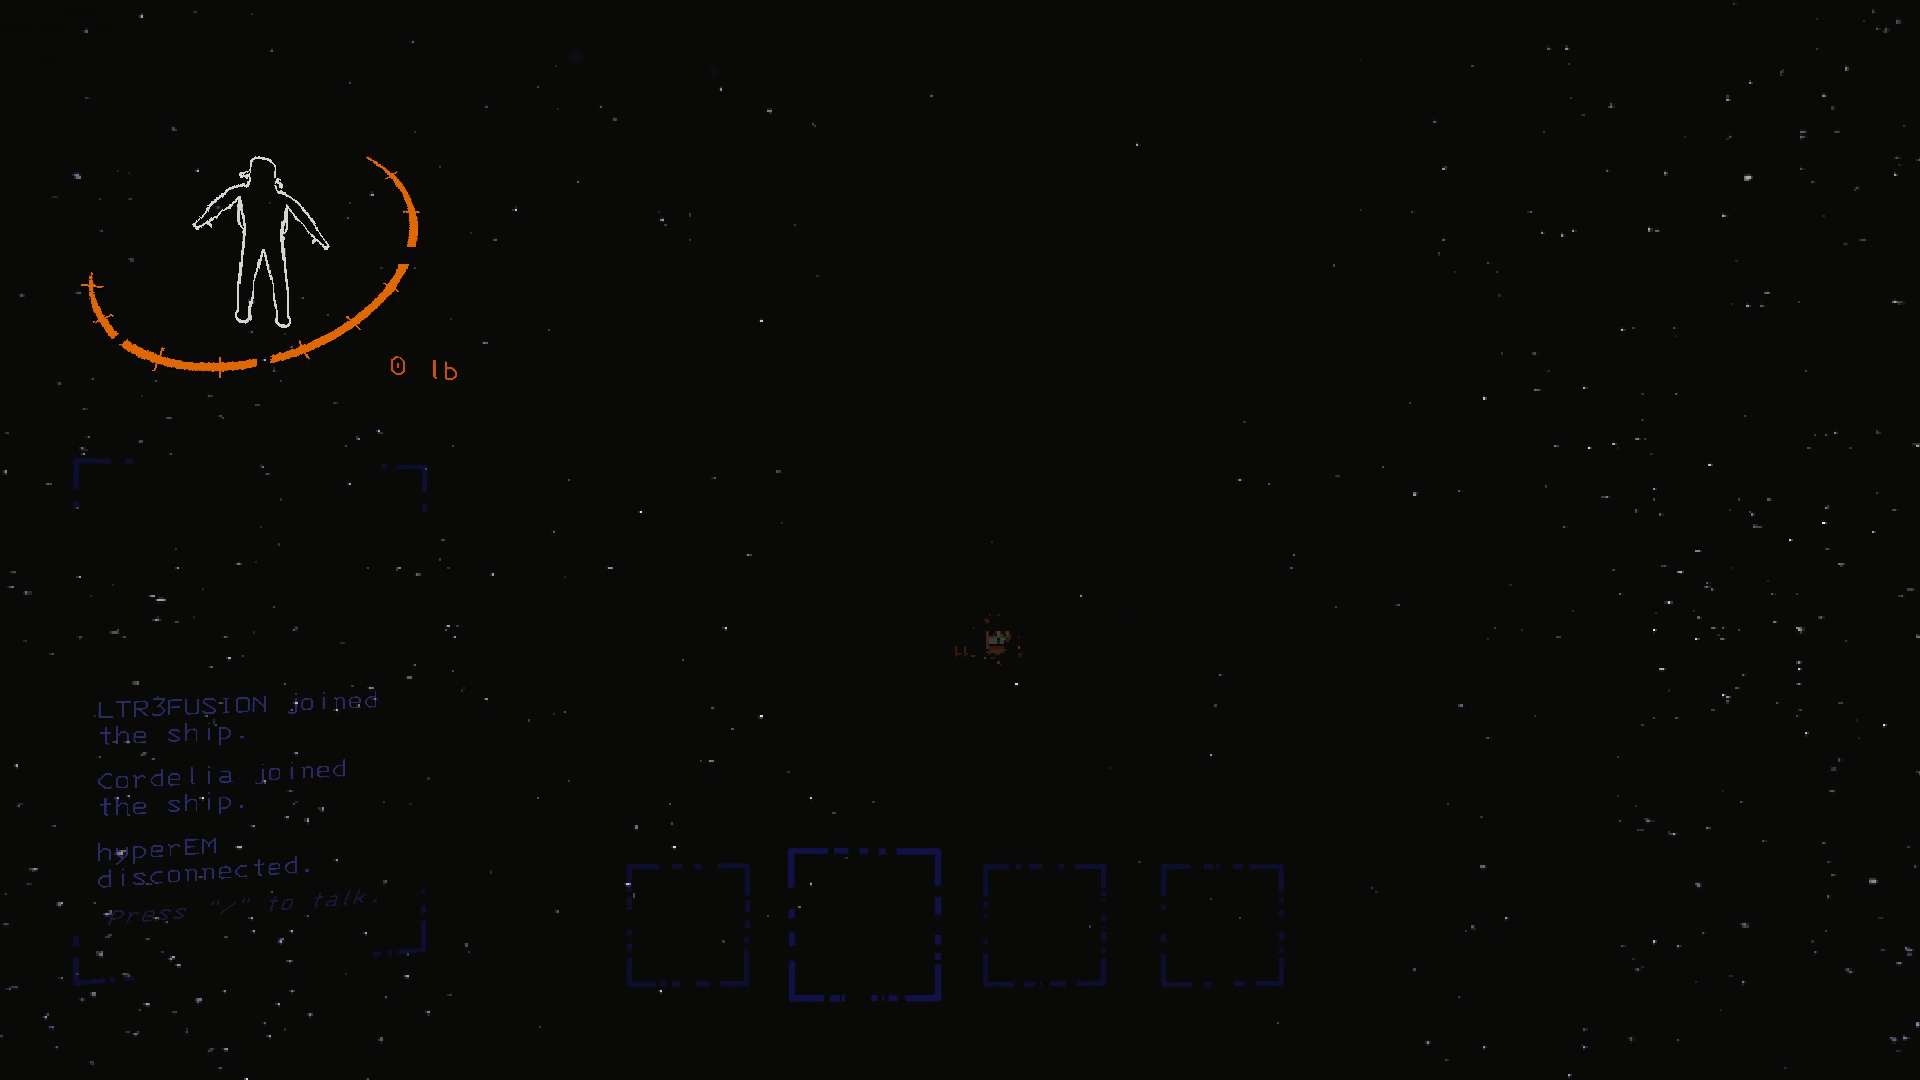 0 lb
LTR3FUSION joined
the ship.
Cordelia joined
the ship.
hyperEM
disconnected.
Press "/" to talk.